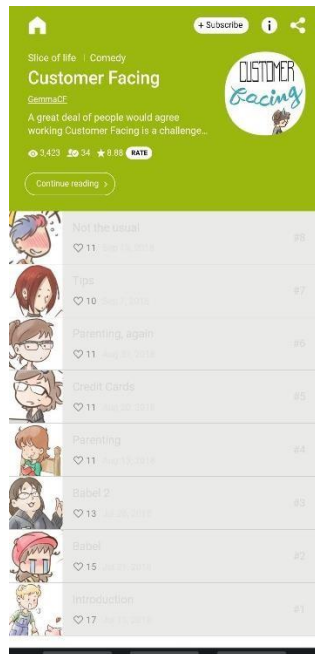 + Subscribe
Slice of life | Comedy
Customer Facing
GemmaCF
A great deal of people would agree
working Customer Facing is a challenge...
3,423 34 8.88 RATE
Continue reading >
CUSTOMER
Facing
Not the usual
#8
11
Tips
#7
10
Parenting, again
#6
11
Credit Cards
#5
11
Parenting
#4
11
Babel 2
#3
13
Babel
#2
15
Introduction
#1
17